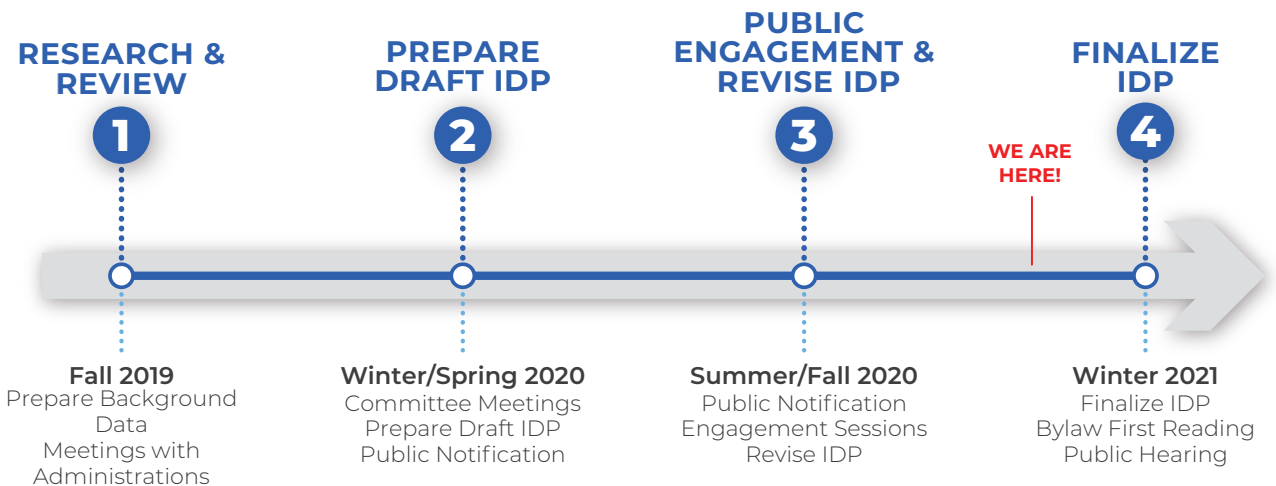 RESEARCH &
REVIEW
1
Fall 2019
Prepare Background
Data
Meetings with
Administrations
PREPARE
DRAFT IDP
2
Winter/Spring 2020
Committee Meetings
Prepare Draft IDP
Public Notification
PUBLIC
ENGAGEMENT &
REVISE IDP
3
Summer/Fall 2020
Public Notification
Engagement Sessions
Revise IDP
WE ARE
HERE!
FINALIZE
IDP
4
Winter 2021
Finalize IDP
Bylaw First Reading
Public Hearing